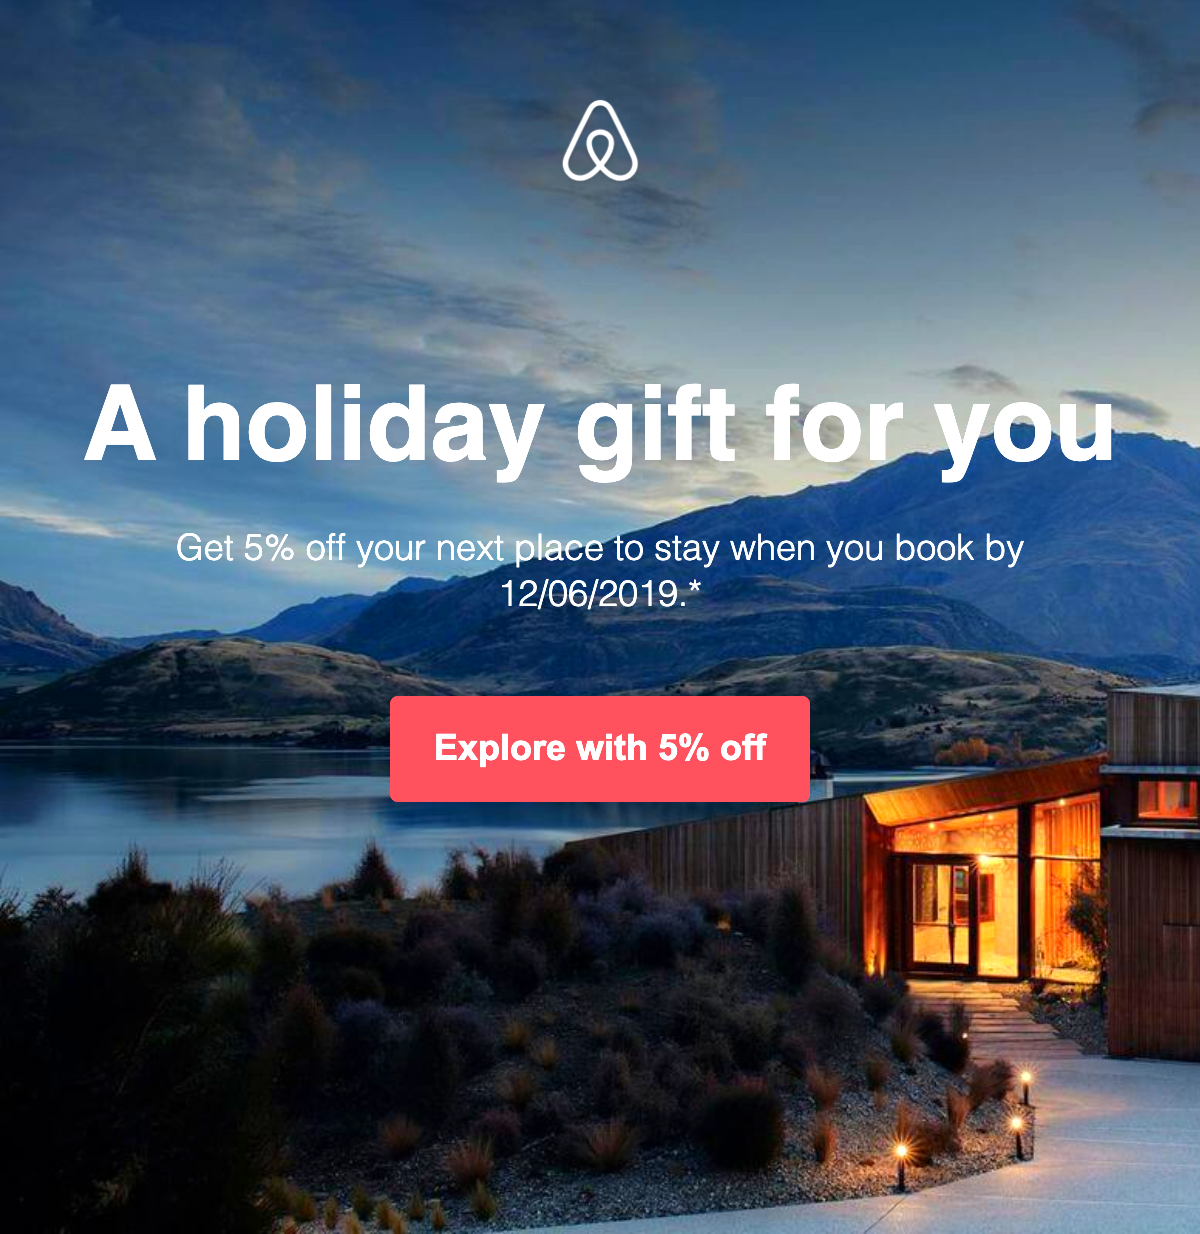 A holiday gift for you
Get 5% off your next place to stay when you book by
12/06/2019.*
Explore with 5% off